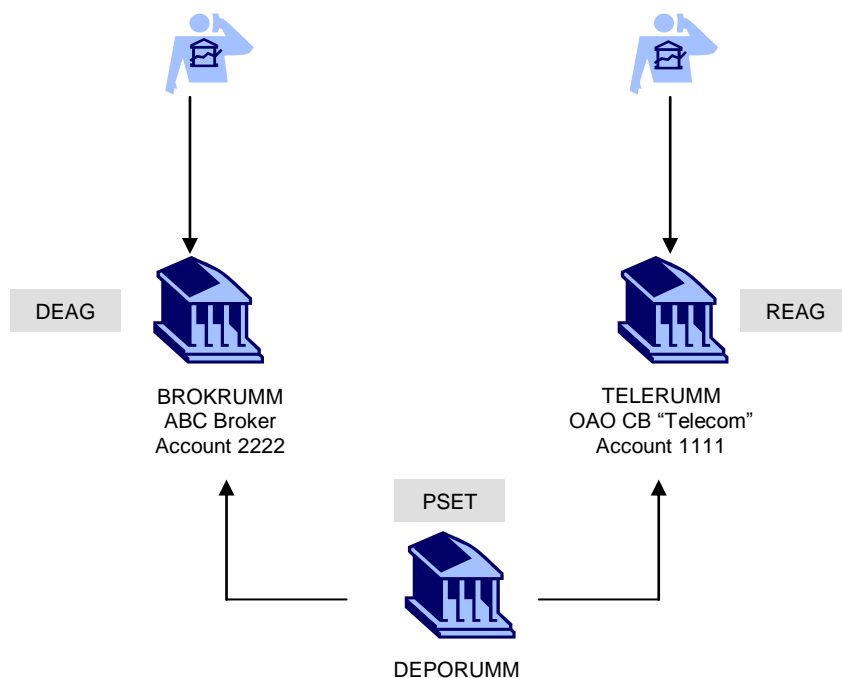 DEAG
REAG
BROKRUMM
ABC Broker
Account 2222
TELERUMM
OAO CB “Telecom”
Account 1111
PSET
DEPORUMM